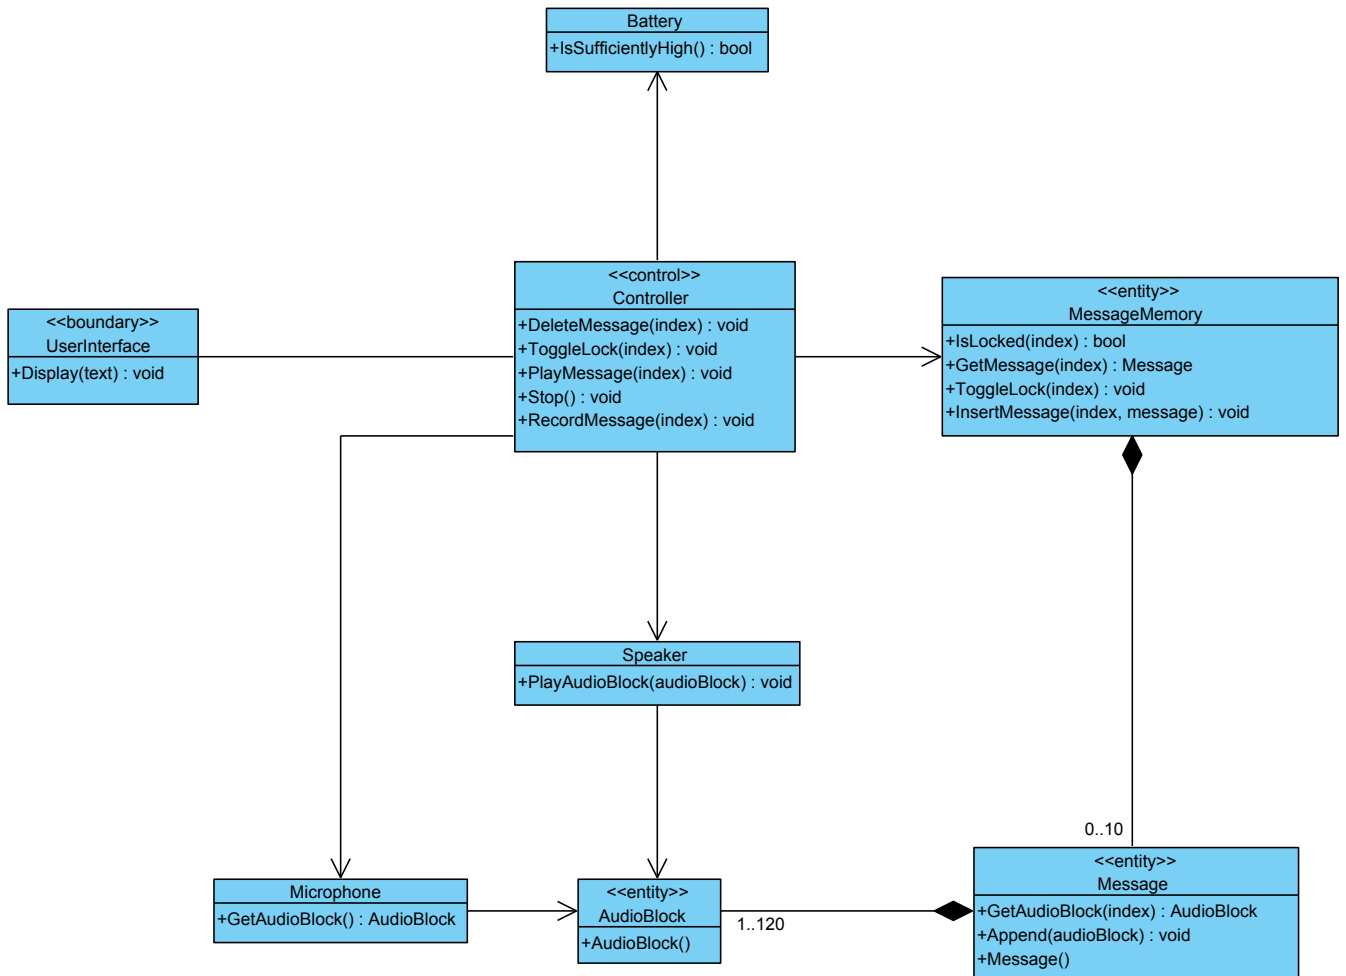 Battery
+IsSufficientlyHigh() : bool
<<control>>
Controller
+DeleteMessage(index) : void
+ToggleLock(index) : void
+PlayMessage(index) : void
+Stop() : void
+RecordMessage(index) : void
<<entity>>
MessageMemory
+IsLocked(index) : bool
+GetMessage(index) : Message
+ToggleLock(index) : void
+InsertMessage(index, message) : void
<<boundary>>
UserInterface
+Display(text) : void
Speaker
+PlayAudioBlock(audioBlock) : void
0..10
<<entity>>
Message
+GetAudioBlock(index) : AudioBlock
+Append(audioBlock) : void
+Message()
Microphone
+GetAudioBlock() : AudioBlock
<<entity>>
AudioBlock
+AudioBlock()
1..120